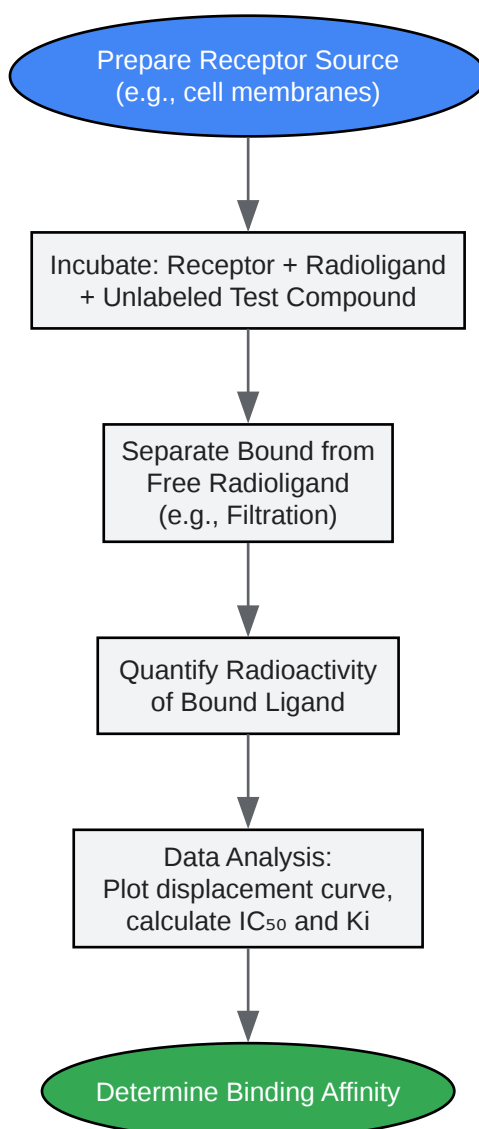 Prepare Receptor Source
(e.g., cell membranes)
Incubate: Receptor + Radioligand
+ Unlabeled Test Compound
Separate Bound from
Free Radioligand
(e.g., Filtration)
Quantify Radioactivity
of Bound Ligand
Data Analysis:
Plot displacement curve,
calculate IC₅₀ and Ki
Determine Binding Affinity